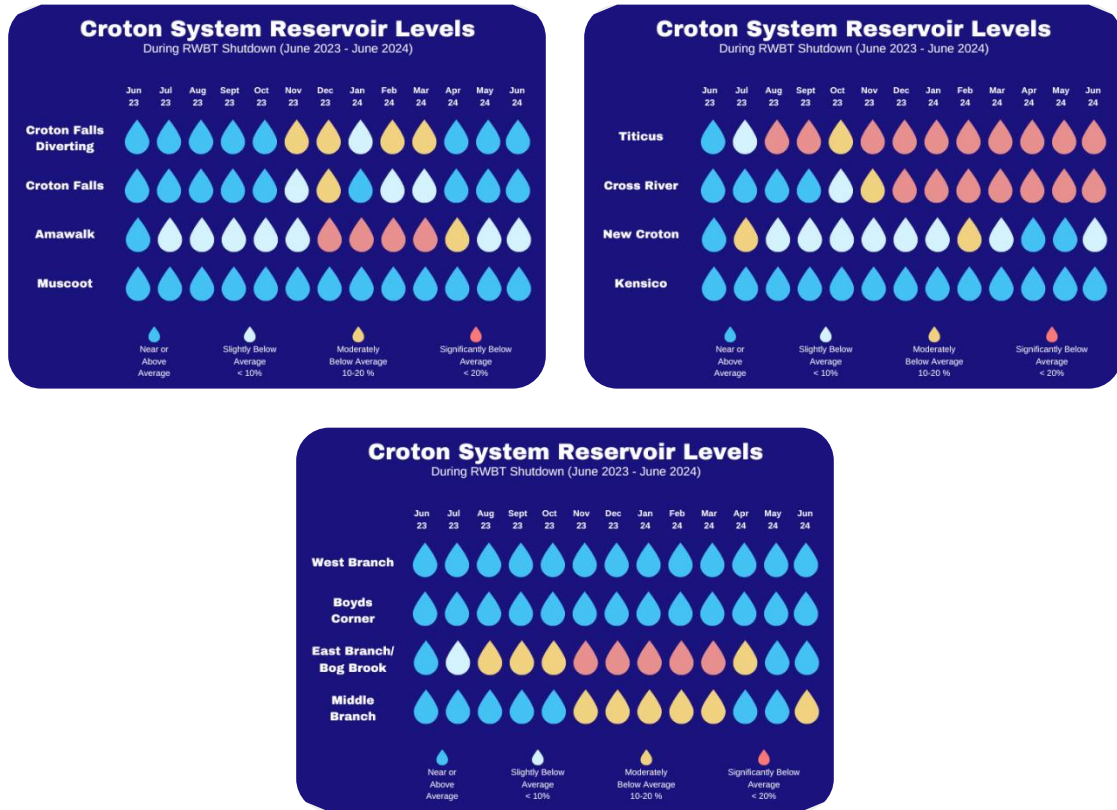 Croton System Reservoir Levels
During RWBT Shutdown (June 2023 - June 2024)
Jun Jul Aug Sept Oct Nov Dec Jan Feb Mar Apr May Jun
23 23 23 23 23 23 23 24 24 24 24 24 24
Croton Falls
Diverting
Croton Falls
Amawalk
Muscoot
Near or
Above
Average
Slightly Below
Average
< 10%
Moderately
Below Average
10-20 %
Significantly Below
Average
< 20%
Croton System Reservoir Levels
During RWBT Shutdown (June 2023 - June 2024)
Jun Jul Aug Sept Oct Nov Dec Jan Feb Mar Apr May Jun
23 23 23 23 23 23 23 24 24 24 24 24 24
Titicus
Cross River
New Croton
Kensico
Near or
Above
Average
Slightly Below
Average
< 10%
Moderately
Below Average
10-20 %
Significantly Below
Average
< 20%
Croton System Reservoir Levels
During RWBT Shutdown (June 2023 - June 2024)
Jun Jul Aug Sept Oct Nov Dec Jan Feb Mar Apr May Jun
23 23 23 23 23 23 23 24 24 24 24 24 24
West Branch
Boyds
Corner
East Branch/
Bog Brook
Middle
Branch
Near or
Above
Average
Slightly Below
Average
< 10%
Moderately
Below Average
10-20 %
Significantly Below
Average
< 20%